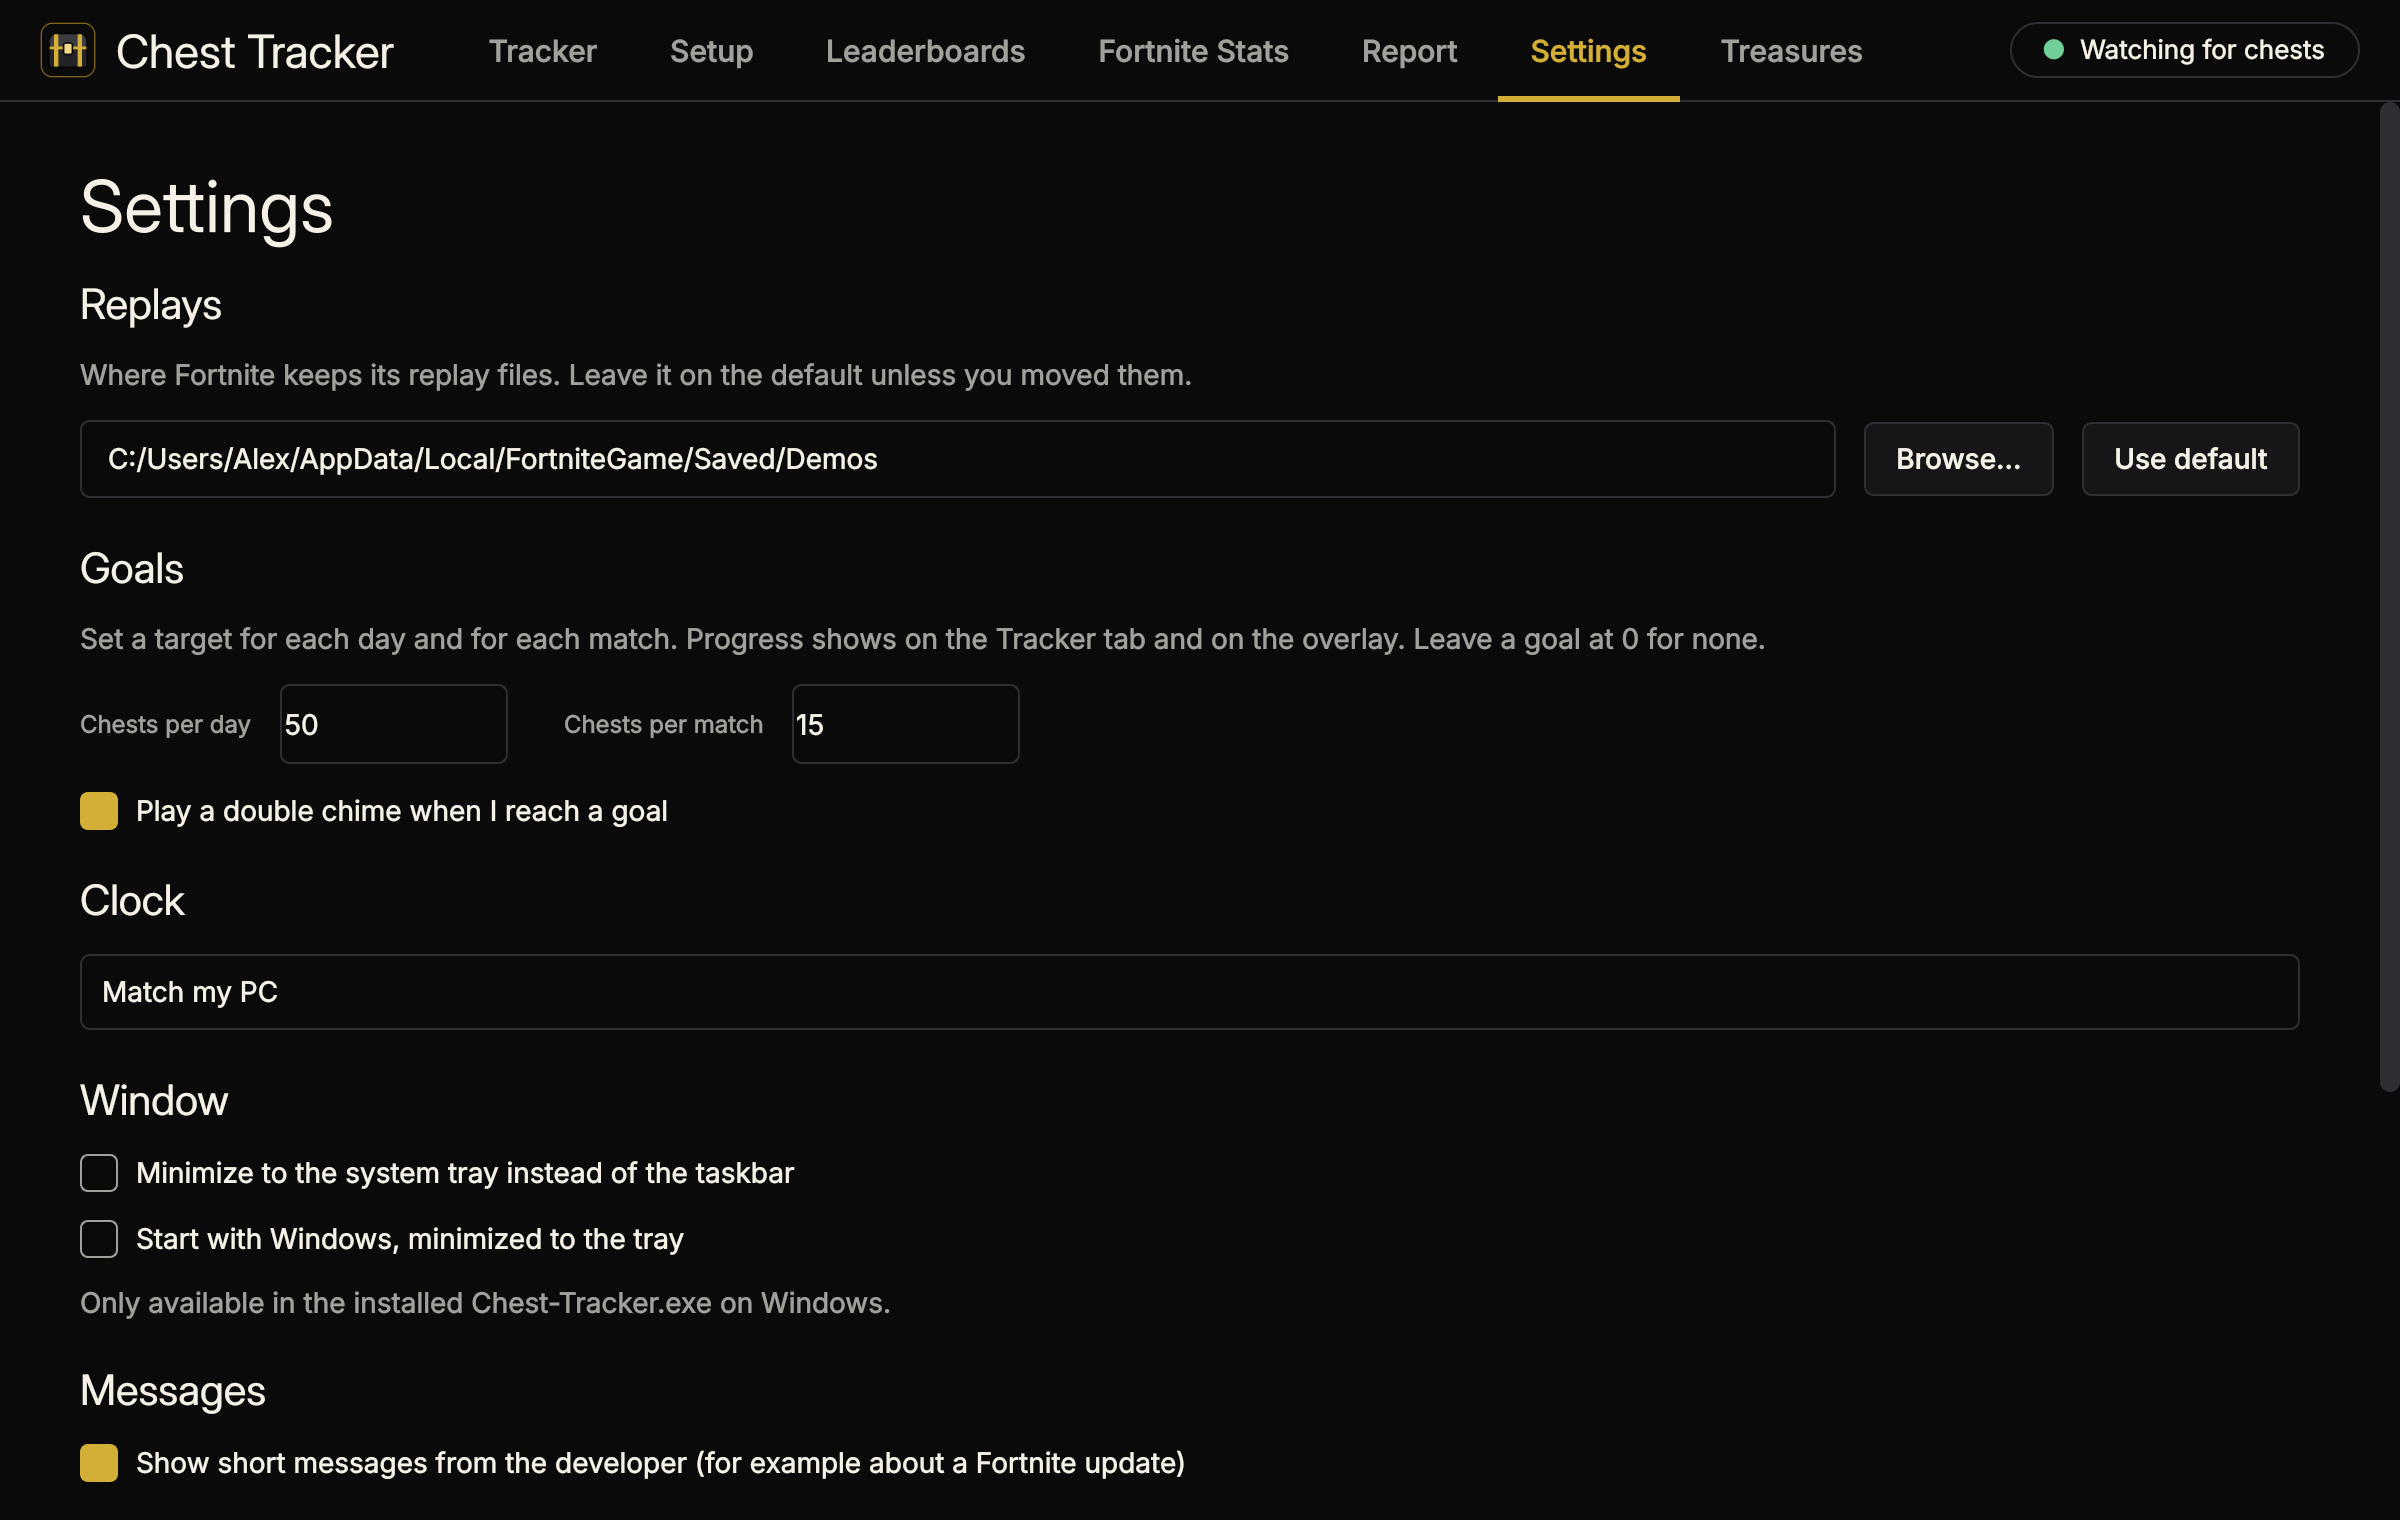 Chest Tracker
Tracker
Setup
Leaderboards
Fortnite Stats
Report
Settings
Treasures
Watching for chests
Settings
Replays
Where Fortnite keeps its replay files. Leave it on the default unless you moved them.
C:/Users/Alex/AppData/Local/FortniteGame/Saved/Demos
Browse...
Use default
Goals
Set a target for each day and for each match. Progress shows on the Tracker tab and on the overlay. Leave a goal at 0 for none.
Chests per day
50
Chests per match
15
Play a double chime when I reach a goal
Clock
Match my PC
Window
Minimize to the system tray instead of the taskbar
Start with Windows, minimized to the tray
Only available in the installed Chest-Tracker.exe on Windows.
Messages
Show short messages from the developer (for example about a Fortnite update)